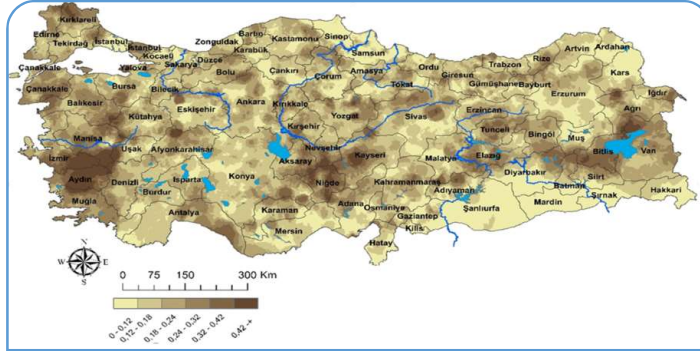 Kırklareli
Edirne
Tekirdağ
İstanbul
İstanbul
Kocaeli
Yalova
Sakarya
Düzce
Zonguldak
Bartın
Karabük
Kastamonu
Sinop
Samsun
Çanakkale
Çanakkale
Bursa
Bilecik
Bolu
Çankırı
Çorum
Amasya
Tokat
Ordu
Giresun
Trabzon
Gümüşhane
Bayburt
Rize
Artvin
Ardahan
Kars
Iğdır
Ağrı
Erzurum
Erzincan
Balıkesir
Kütahya
Eskişehir
Ankara
Kırıkkale
Kırşehir
Yozgat
Sivas
Tunceli
Bingöl
Muş
Bitlis
Van
Manisa
İzmir
Uşak
Afyonkarahisar
Aksaray
Nevşehir
Kayseri
Malatya
Elazığ
Diyarbakır
Batman
Siirt
Şırnak
Hakkari
Aydın
Denizli
Muğla
Burdur
Isparta
Konya
Niğde
Kahramanmaraş
Adıyaman
Şanlıurfa
Mardin
Antalya
Karaman
Mersin
Adana
Osmaniye
Gaziantep
Kilis
Hatay
N
W E
S
0 75 150 300 Km
0 - 0,12
0,12 - 0,18
0,18 - 0,24
0,24 - 0,32
0,32 - 0,42
0,42 -+